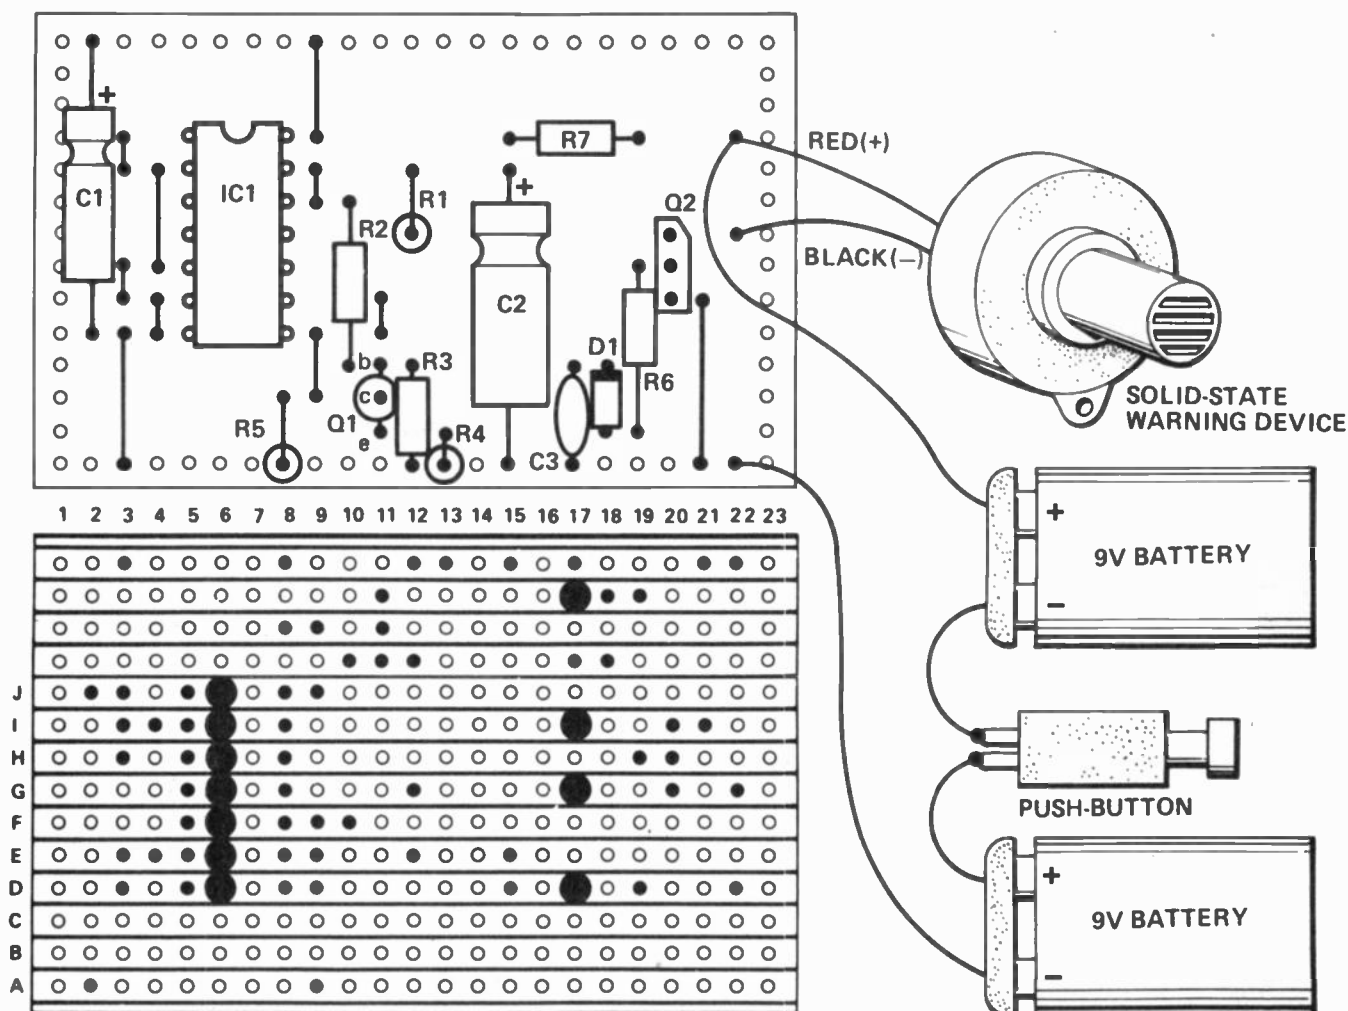 +
C1
IC1
R7
R1
R2
+
C2
Q2
RED(+)
BLACK(−)
b
c
Q1
e
R3
R4
R5
D1
R6
C3
SOLID-STATE
WARNING DEVICE
1 2 3 4 5 6 7 8 9 10 11 12 13 14 15 16 17 18 19 20 21 22 23
J
I
H
G
F
E
D
C
B
A
+
9V BATTERY
−
PUSH-BUTTON
+
9V BATTERY
−